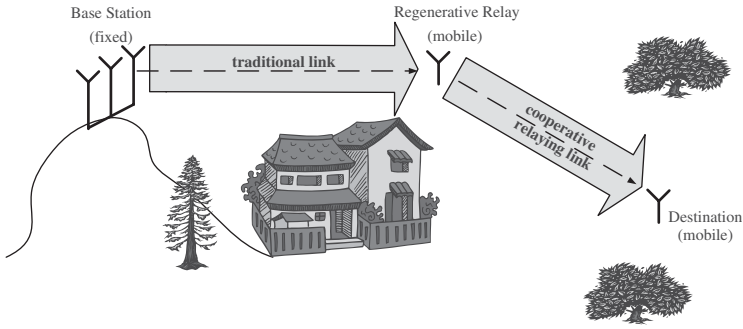 Base Station
(fixed)
traditional link
Regenerative Relay
(mobile)
cooperative
relaying link
Destination
(mobile)